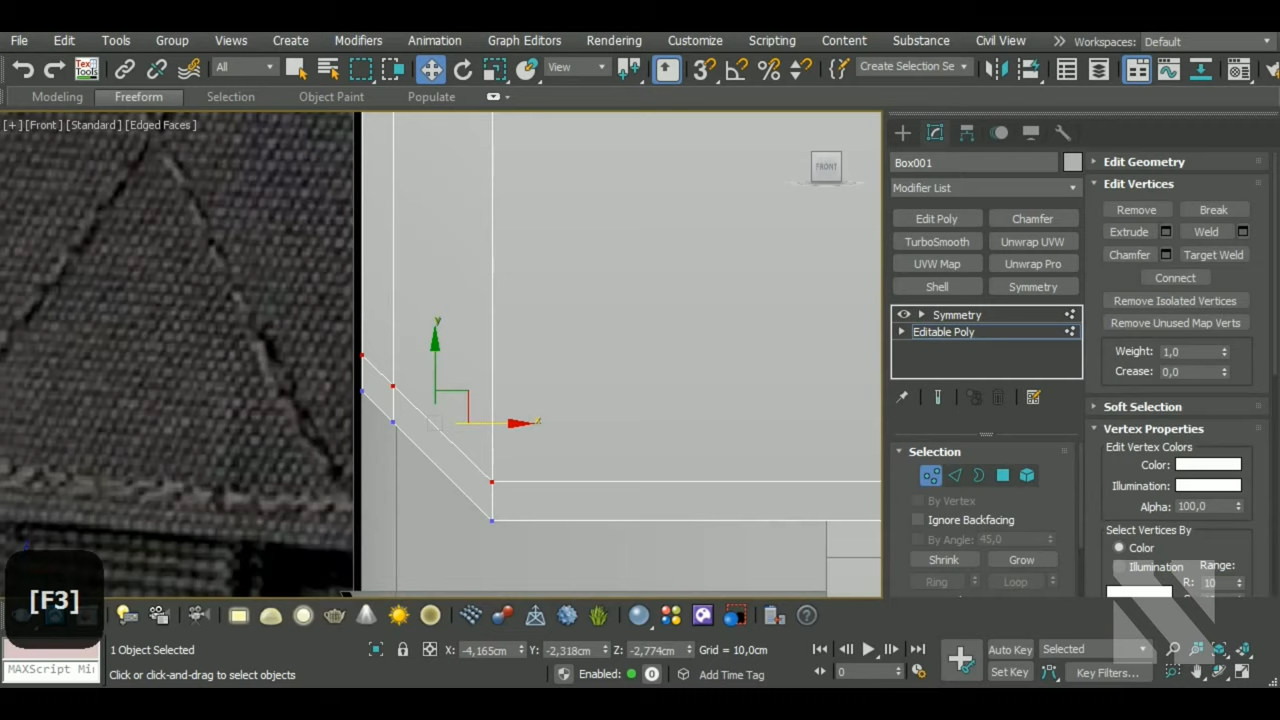 File Edit Tools Group Views Create Modifiers Animation Graph Editors Rendering Customize Scripting Content Substance Civil View Workspaces: Default
Tex Tools All View Create Selection Se
Modeling Freeform Selection Object Paint Populate
[+] [Front] [Standard] [Edged Faces]
FRONT
y
x
[F3]
Box001
Modifier List
Edit Poly Chamfer
TurboSmooth Unwrap UVW
UVW Map Unwrap Pro
Shell Symmetry
Symmetry
Editable Poly
Selection
By Vertex
Ignore Backfacing
By Angle: 45,0
Shrink Grow
Ring Loop
Edit Geometry
Edit Vertices
Remove Break
Extrude Weld
Chamfer Target Weld
Connect
Remove Isolated Vertices
Remove Unused Map Verts
Weight: 1,0
Crease: 0,0
Soft Selection
Vertex Properties
Edit Vertex Colors
Color:
Illumination:
Alpha: 100,0
Select Vertices By
Color
Illumination Range:
R: 10
MAXScript Mi
1 Object Selected
Click or click-and-drag to select objects
X: -4,165cm Y: -2,318cm Z: -2,774cm Grid = 10,0cm
Enabled: 0 Add Time Tag
0
Auto Key Selected
Set Key Key Filters...